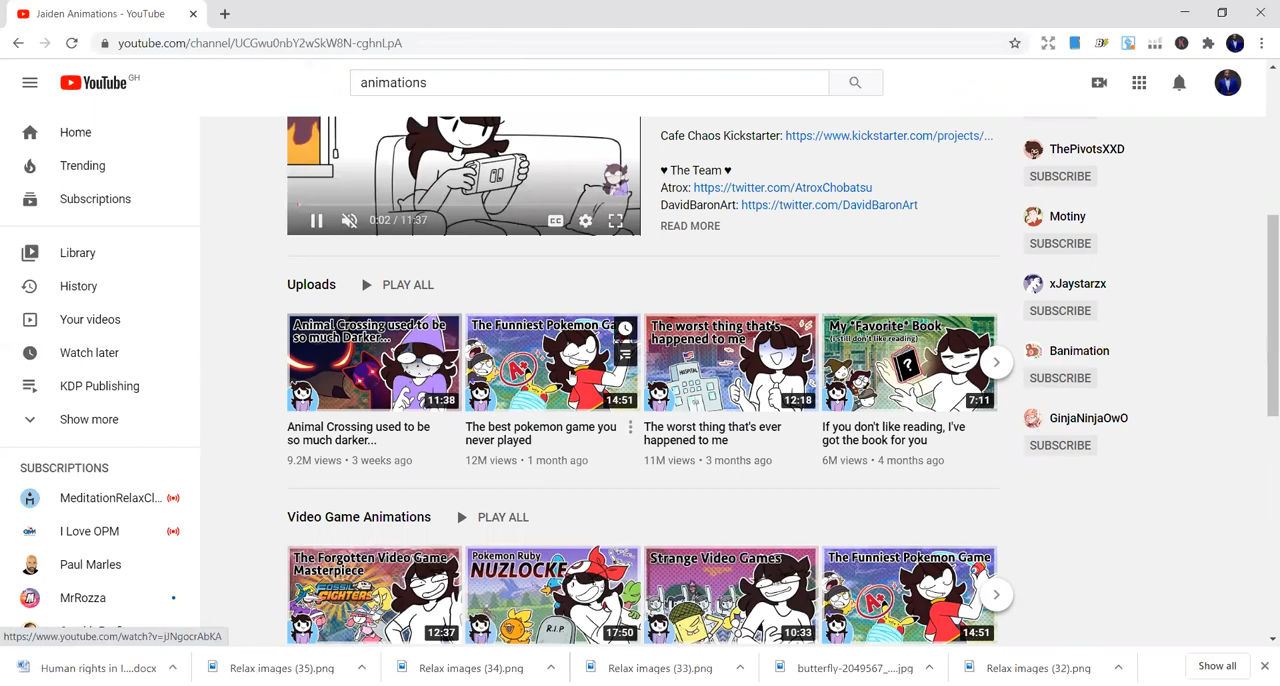 Jaiden Animations - YouTube
youtube.com/channel/UCGwu0nbY2wSkW8N-cghnLpA
YouTube GH
animations
Home
Trending
Subscriptions
Library
History
Your videos
Watch later
KDP Publishing
Show more
SUBSCRIPTIONS
MeditationRelaxCl...
I Love OPM
Paul Marles
MrRozza
https://www.youtube.com/watch?v=jJNgocrAbKA
0:02 / 11:37
CC
Cafe Chaos Kickstarter: https://www.kickstarter.com/projects/...
♥ The Team ♥
Atrox: https://twitter.com/AtroxChobatsu
DavidBaronArt: https://twitter.com/DavidBaronArt
READ MORE
Uploads
PLAY ALL
Animal Crossing used to be
so much Darker...
11:38
The Funniest Pokemon Ga
A+
14:51
The worst thing that's
happened to me
HOSPITAL
12:18
My *Favorite* Book
(i still don't like reading)
?
7:11
Animal Crossing used to be
so much darker...
9.2M views • 3 weeks ago
The best pokemon game you
never played
12M views • 1 month ago
The worst thing that's ever
happened to me
11M views • 3 months ago
If you don't like reading, I've
got the book for you
6M views • 4 months ago
Video Game Animations
PLAY ALL
The Forgotten Video Game
Masterpiece
FOSSIL
FIGHTERS
12:37
Pokemon Ruby
NUZLOCKE
R.I.P
17:50
Strange Video Games
10:33
The Funniest Pokemon Game
A+
14:51
ThePivotsXXD
SUBSCRIBE
Motiny
SUBSCRIBE
xJaystarzx
SUBSCRIBE
Banimation
SUBSCRIBE
GinjaNinjaOwO
SUBSCRIBE
Human rights in I....docx
Relax images (35).png
Relax images (34).png
Relax images (33).png
butterfly-2049567_....jpg
Relax images (32).png
Show all